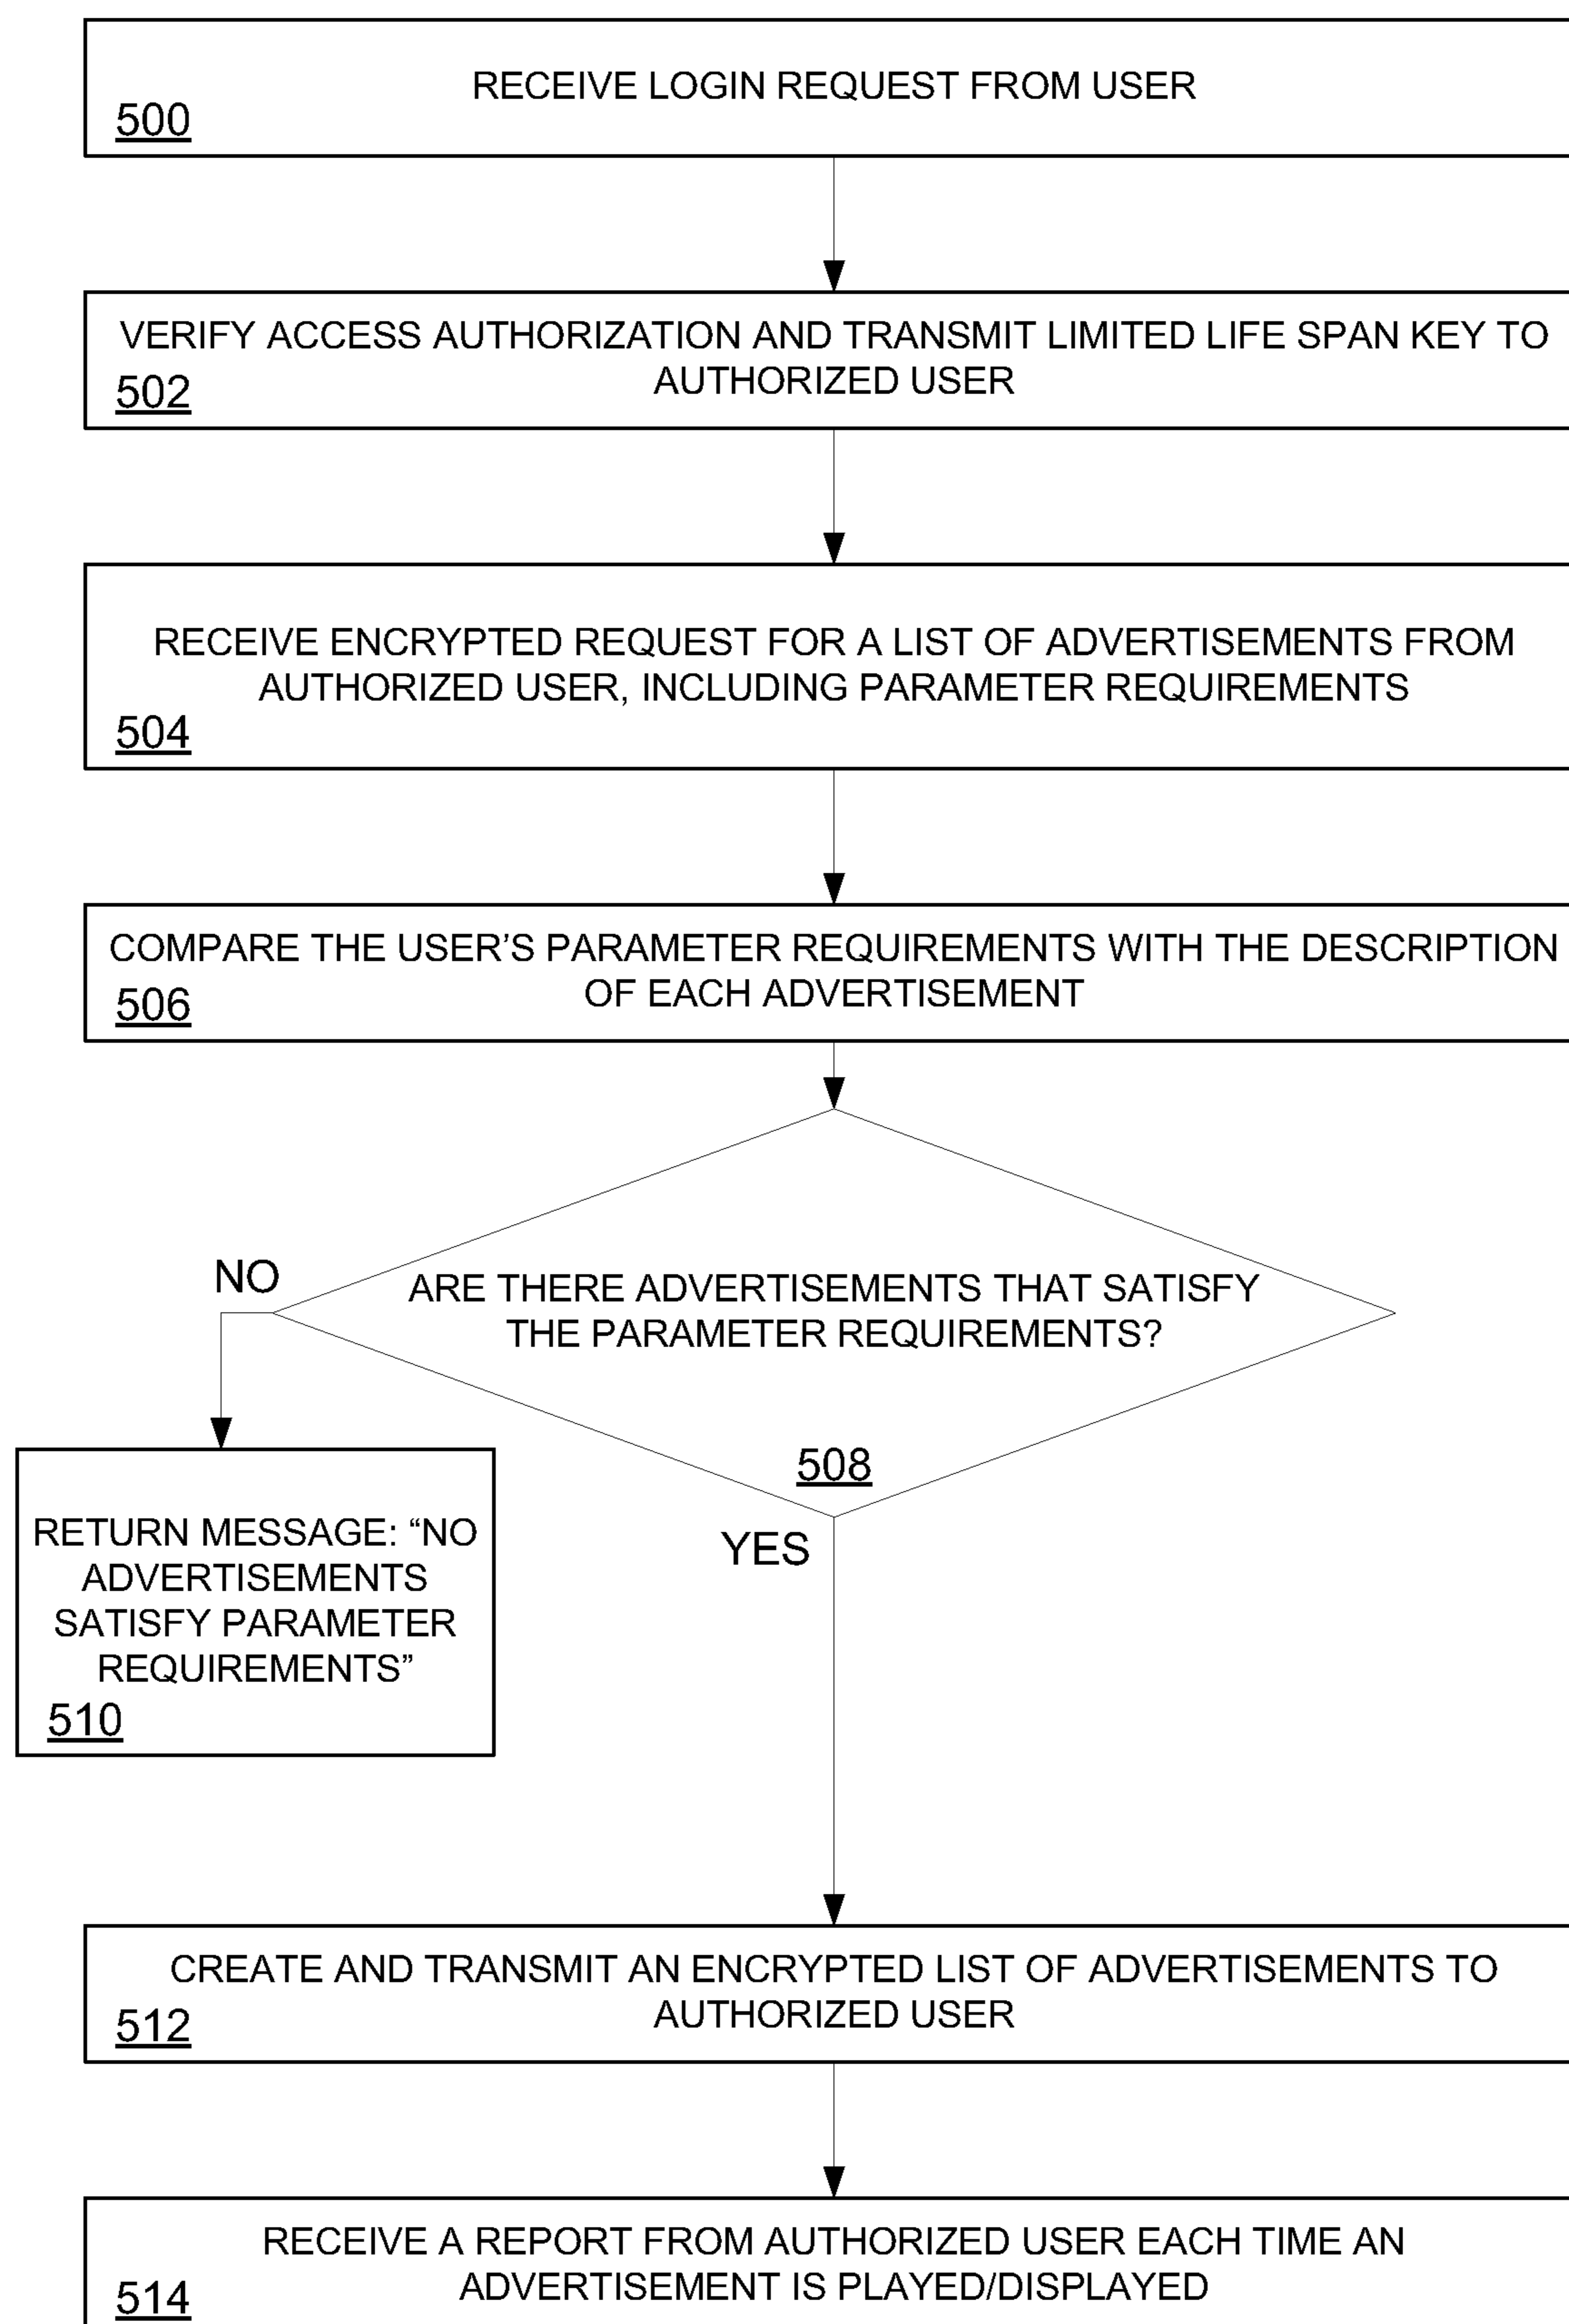 RECEIVE LOGIN REQUEST FROM USER
500
VERIFY ACCESS AUTHORIZATION AND TRANSMIT LIMITED LIFE SPAN KEY TO
AUTHORIZED USER
502
RECEIVE ENCRYPTED REQUEST FOR A LIST OF ADVERTISEMENTS FROM
AUTHORIZED USER, INCLUDING PARAMETER REQUIREMENTS
504
COMPARE THE USER’S PARAMETER REQUIREMENTS WITH THE DESCRIPTION
OF EACH ADVERTISEMENT
506
NO
ARE THERE ADVERTISEMENTS THAT SATISFY
THE PARAMETER REQUIREMENTS?
508
YES
RETURN MESSAGE: “NO
ADVERTISEMENTS
SATISFY PARAMETER
REQUIREMENTS”
510
CREATE AND TRANSMIT AN ENCRYPTED LIST OF ADVERTISEMENTS TO
AUTHORIZED USER
512
RECEIVE A REPORT FROM AUTHORIZED USER EACH TIME AN
ADVERTISEMENT IS PLAYED/DISPLAYED
514